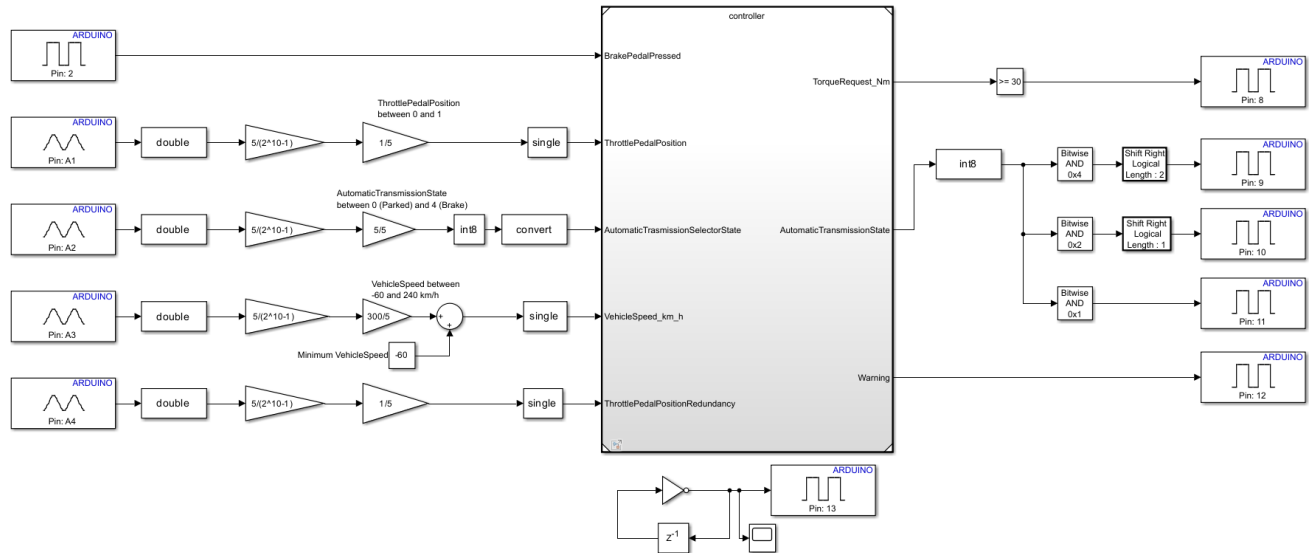 controller
ARDUINO
Pin: 2
BrakePedalPressed
ARDUINO
Pin: A1
double
5/(2^10-1)
ThrottlePedalPosition
between 0 and 1
1/5
single
ThrottlePedalPosition
ARDUINO
Pin: A2
double
5/(2^10-1)
AutomaticTransmissionState
between 0 (Parked) and 4 (Brake)
5/5
int8
convert
AutomaticTrasmissionSelectorState
ARDUINO
Pin: A3
double
5/(2^10-1)
VehicleSpeed between
-60 and 240 km/h
300/5
+
+
Minimum VehicleSpeed
-60
single
VehicleSpeed_km_h
ARDUINO
Pin: A4
double
5/(2^10-1)
1/5
single
ThrottlePedalPositionRedundancy
TorqueRequest_Nm
>= 30
ARDUINO
Pin: 8
AutomaticTransmissionState
int8
Bitwise
AND
0x4
Shift Right
Logical
Length : 2
ARDUINO
Pin: 9
Bitwise
AND
0x2
Shift Right
Logical
Length : 1
ARDUINO
Pin: 10
Bitwise
AND
0x1
ARDUINO
Pin: 11
Warning
ARDUINO
Pin: 12
ARDUINO
Pin: 13
z-1